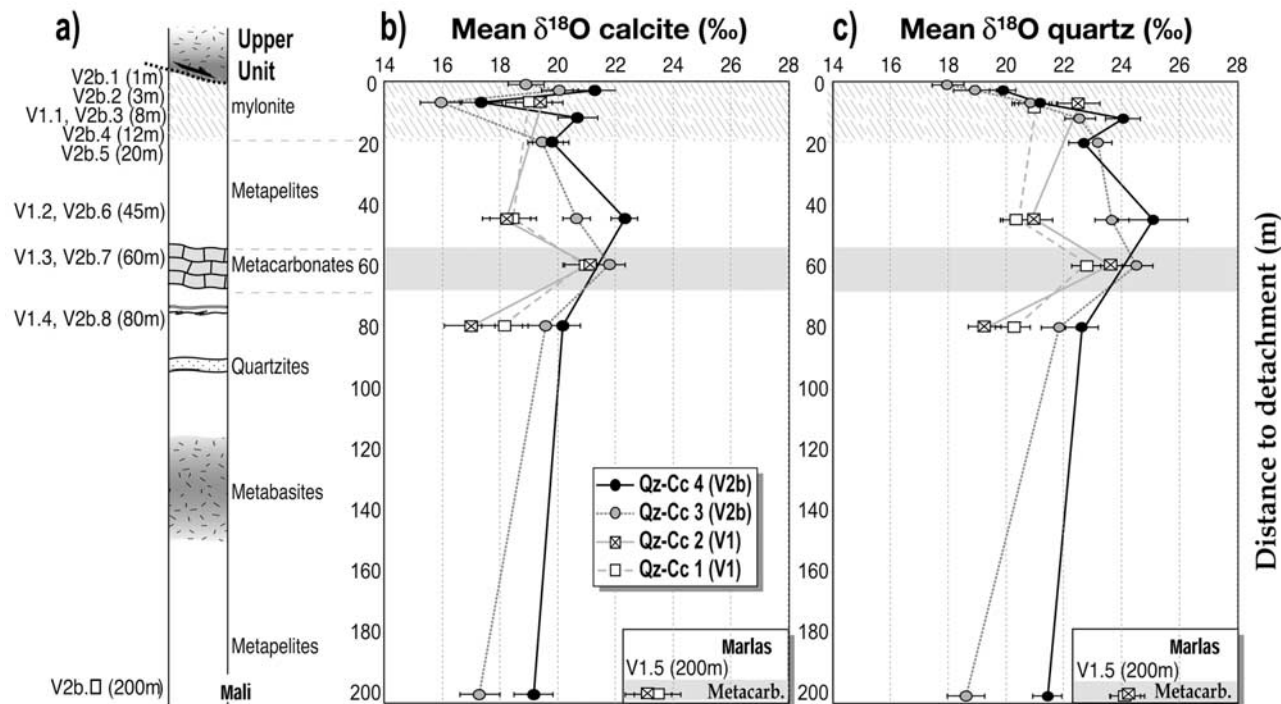 a)
Upper
Unit
V2b.1 (1m)
V2b.2 (3m)
V1.1, V2b.3 (8m)
V2b.4 (12m)
V2b.5 (20m)
mylonite
Metapelites
V1.2, V2b.6 (45m)
V1.3, V2b.7 (60m)
Metacarbonates
V1.4, V2b.8 (80m)
Quartzites
Metabasites
Metapelites
V2b.▯ (200m)
Mali
b)
Mean δ¹⁸O calcite (‰)
14 16 18 20 22 24 26 28
0
20
40
60
80
100
120
140
160
180
200
Qz-Cc 4 (V2b)
Qz-Cc 3 (V2b)
Qz-Cc 2 (V1)
Qz-Cc 1 (V1)
Marlas
V1.5 (200m)
Metacarb.
c)
Mean δ¹⁸O quartz (‰)
14 16 18 20 22 24 26 28
0
20
40
60
80
100
120
140
160
180
200
Marlas
V1.5 (200m)
Metacarb.
Distance to detachment (m)